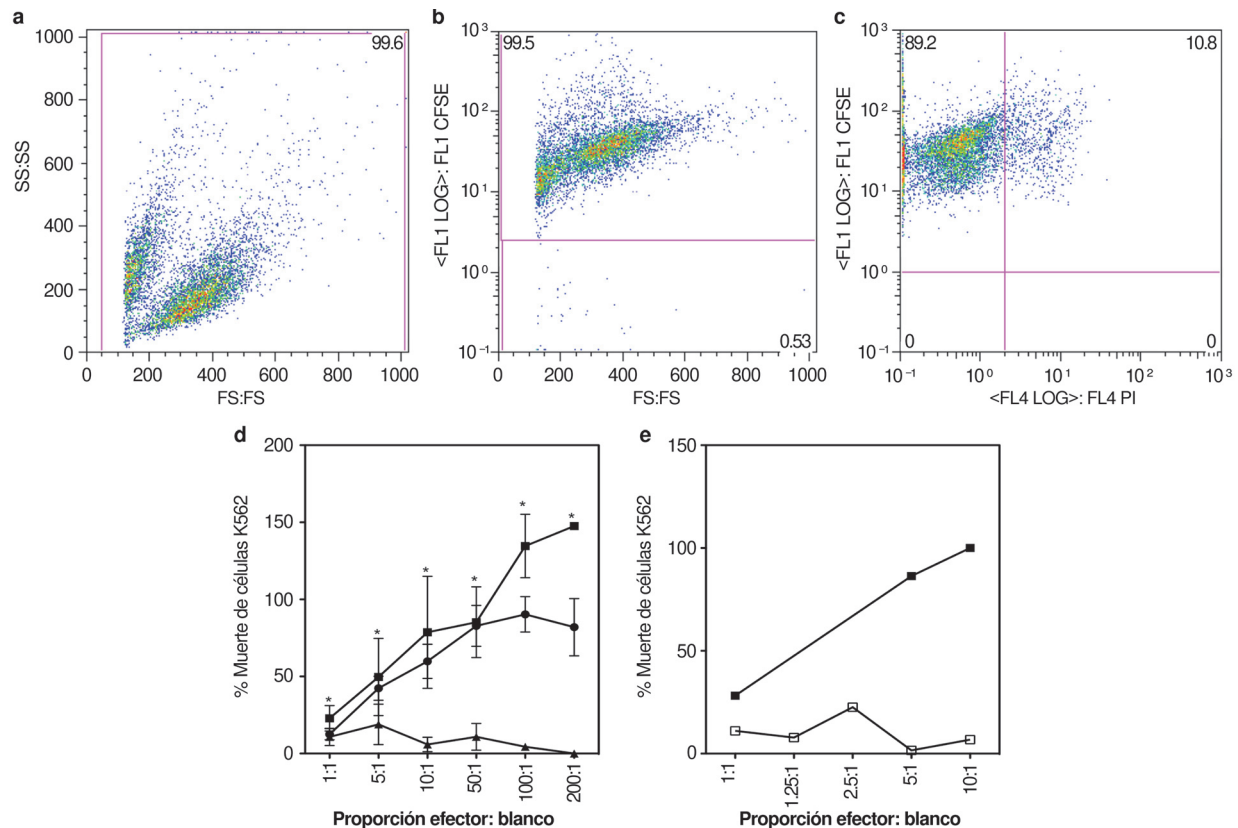 a
1000
800
600
400
200
0
SS:SS
99.6
0 200 400 600 800 1000
FS:FS
b
10³
10²
10¹
10⁰
10⁻¹
<FL1 LOG>: FL1 CFSE
99.5
0.53
0 200 400 600 800 1000
FS:FS
c
10³
10²
10¹
10⁰
10⁻¹
<FL1 LOG>: FL1 CFSE
89.2 10.8
0 0
10⁻¹ 10⁰ 10¹ 10² 10³
<FL4 LOG>: FL4 PI
d
200
150
100
50
0
% Muerte de células K562
* * * * * *
1:1 5:1 10:1 50:1 100:1 200:1
Proporción efector: blanco
e
150
100
50
0
% Muerte de células K562
1:1 1.25:1 2.5:1 5:1 10:1
Proporción efector: blanco